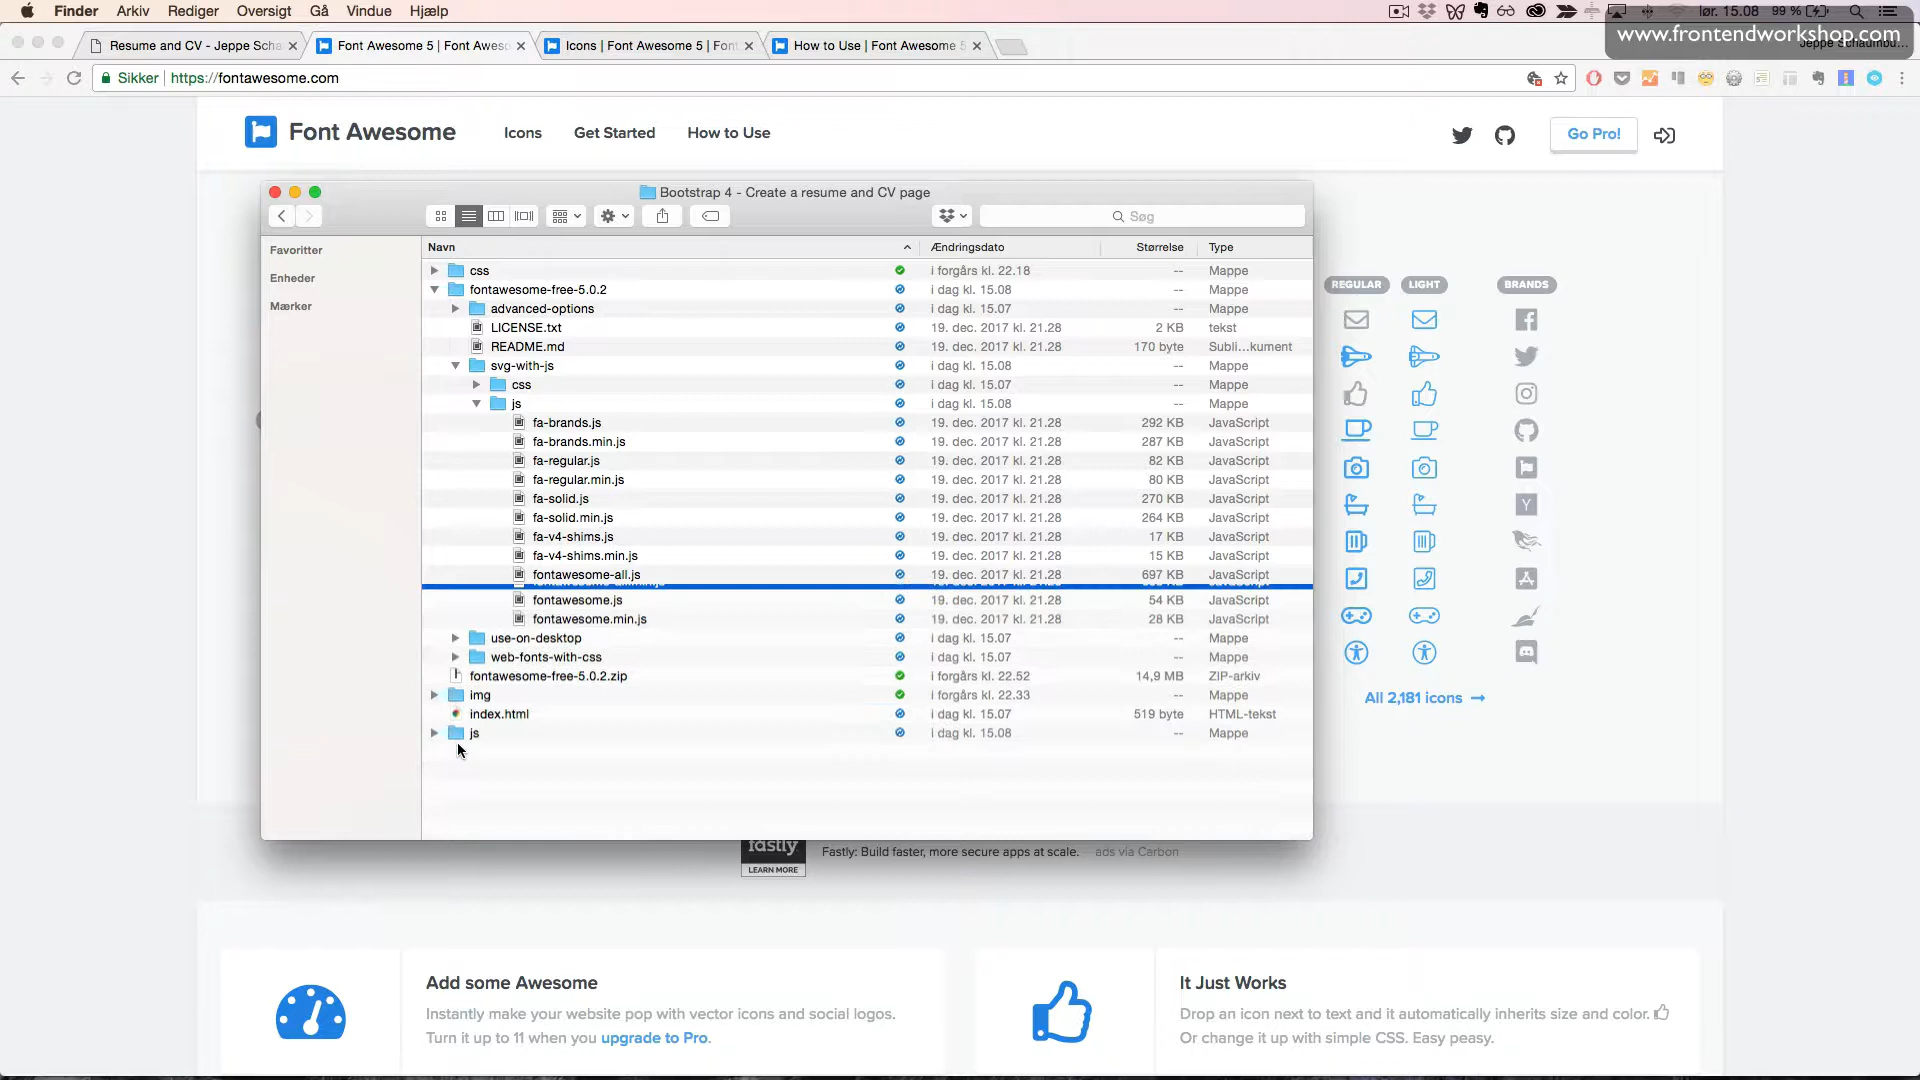 Finder Arkiv Rediger Oversigt Gå Vindue Hjælp
lør. 15.08 99 %
www.frontendworkshop.com
Resume and CV - Jeppe Scha
Font Awesome 5 | Font Aweso
Icons | Font Awesome 5 | Font
How to Use | Font Awesome 5
Jeppe Schaumbu...
Sikker https://fontawesome.com
Font Awesome Icons Get Started How to Use Go Pro!
Bootstrap 4 - Create a resume and CV page
Søg
Favoritter
Enheder
Mærker
Navn Ændringsdato Størrelse Type
css i forgårs kl. 22.18 -- Mappe
fontawesome-free-5.0.2 i dag kl. 15.08 -- Mappe
advanced-options i dag kl. 15.07 -- Mappe
LICENSE.txt 19. dec. 2017 kl. 21.28 2 KB tekst
README.md 19. dec. 2017 kl. 21.28 170 byte Subli...kument
svg-with-js i dag kl. 15.08 -- Mappe
css i dag kl. 15.07 -- Mappe
js i dag kl. 15.08 -- Mappe
fa-brands.js 19. dec. 2017 kl. 21.28 292 KB JavaScript
fa-brands.min.js 19. dec. 2017 kl. 21.28 287 KB JavaScript
fa-regular.js 19. dec. 2017 kl. 21.28 82 KB JavaScript
fa-regular.min.js 19. dec. 2017 kl. 21.28 80 KB JavaScript
fa-solid.js 19. dec. 2017 kl. 21.28 270 KB JavaScript
fa-solid.min.js 19. dec. 2017 kl. 21.28 264 KB JavaScript
fa-v4-shims.js 19. dec. 2017 kl. 21.28 17 KB JavaScript
fa-v4-shims.min.js 19. dec. 2017 kl. 21.28 15 KB JavaScript
fontawesome-all.js 19. dec. 2017 kl. 21.28 697 KB JavaScript
fontawesome.js 19. dec. 2017 kl. 21.28 54 KB JavaScript
fontawesome.min.js 19. dec. 2017 kl. 21.28 28 KB JavaScript
use-on-desktop i dag kl. 15.07 -- Mappe
web-fonts-with-css i dag kl. 15.07 -- Mappe
fontawesome-free-5.0.2.zip i forgårs kl. 22.52 14,9 MB ZIP-arkiv
img i forgårs kl. 22.33 -- Mappe
index.html i dag kl. 15.07 519 byte HTML-tekst
js i dag kl. 15.08 -- Mappe
REGULAR LIGHT BRANDS
All 2,181 icons →
fastly
LEARN MORE
Fastly: Build faster, more secure apps at scale. ads via Carbon
Add some Awesome
Instantly make your website pop with vector icons and social logos.
Turn it up to 11 when you upgrade to Pro.
It Just Works
Drop an icon next to text and it automatically inherits size and color.
Or change it up with simple CSS. Easy peasy.